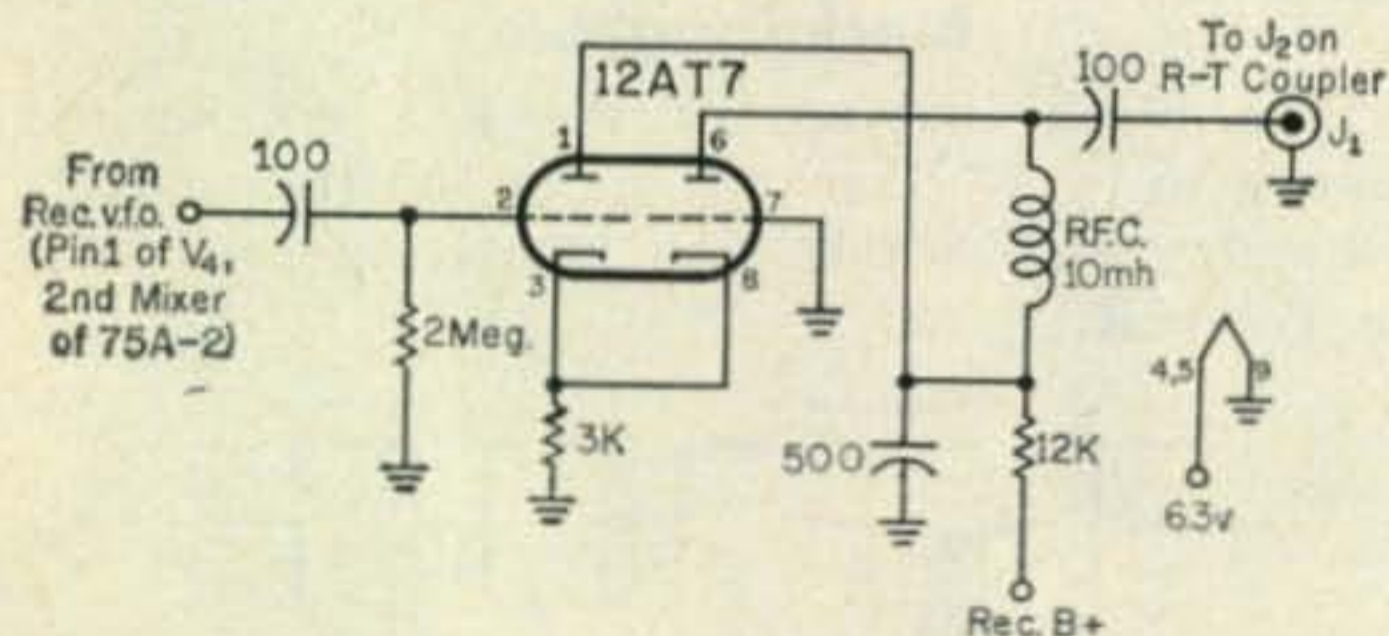 To J2 on
R-T Coupler
12AT7
100
1
6
J1
100
From
Rec. v.f.o.
(Pin1 of V4,
2nd Mixer
of 75A-2)
2
7
R.F.C.
10mh
3
8
2Meg.
4,5
9
3K
500
12K
6.3v
Rec. B+